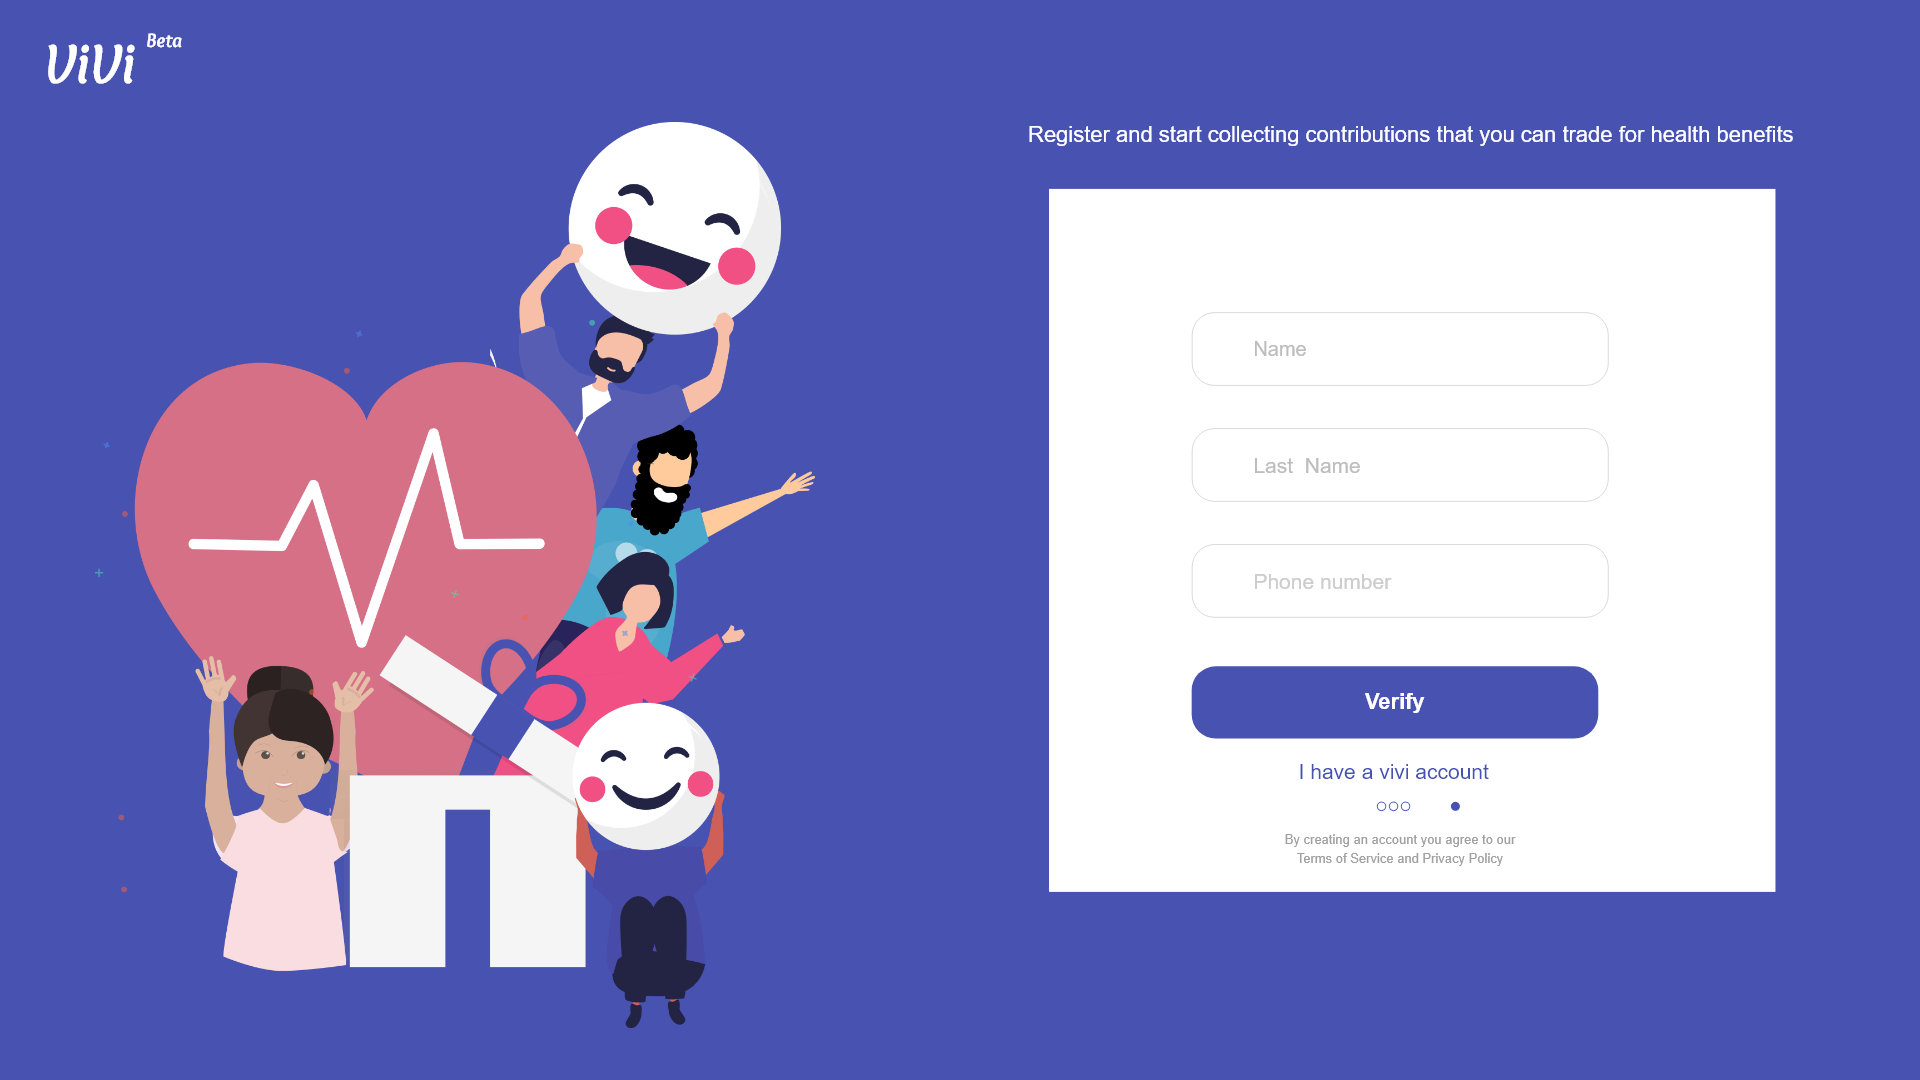 ViVi Beta
Register and start collecting contributions that you can trade for health benefits
Name
Last Name
Phone number
Verify
I have a vivi account
By creating an account you agree to our
Terms of Service and Privacy Policy